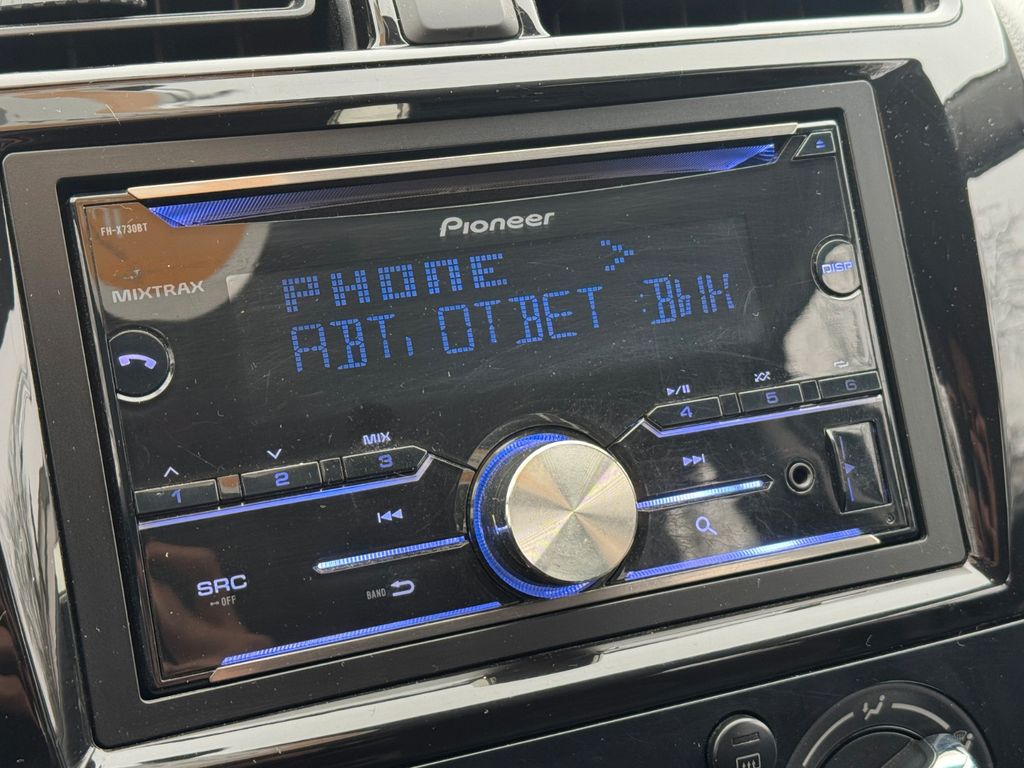 Pioneer
FH-X730BT
MIXTRAX
PHONE >
АВТ. ОТВЕТ :ВЫК
DISP
1
2
MIX
3
4
5
6
SRC
OFF
BAND